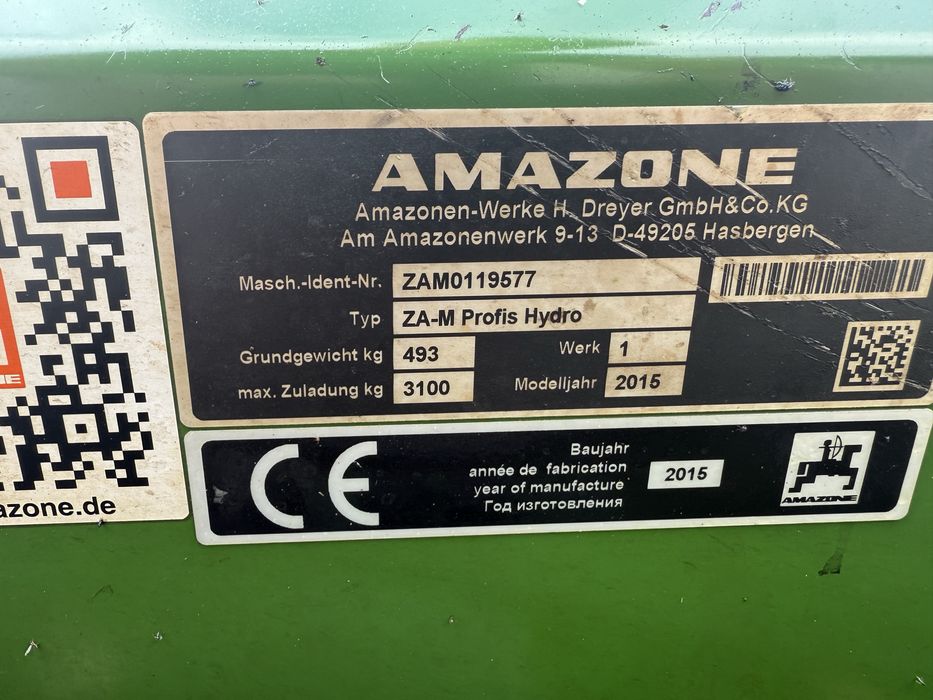 AMAZONE
Amazonen-Werke H. Dreyer GmbH&Co.KG
Am Amazonenwerk 9-13 D-49205 Hasbergen
Masch.-Ident-Nr. ZAM0119577
Typ ZA-M Profis Hydro
Grundgewicht kg 493 Werk 1
max. Zuladung kg 3100 Modelljahr 2015
CE
Baujahr
année de fabrication
year of manufacture
Год изготовления
2015
AMAZONE
NE
azone.de